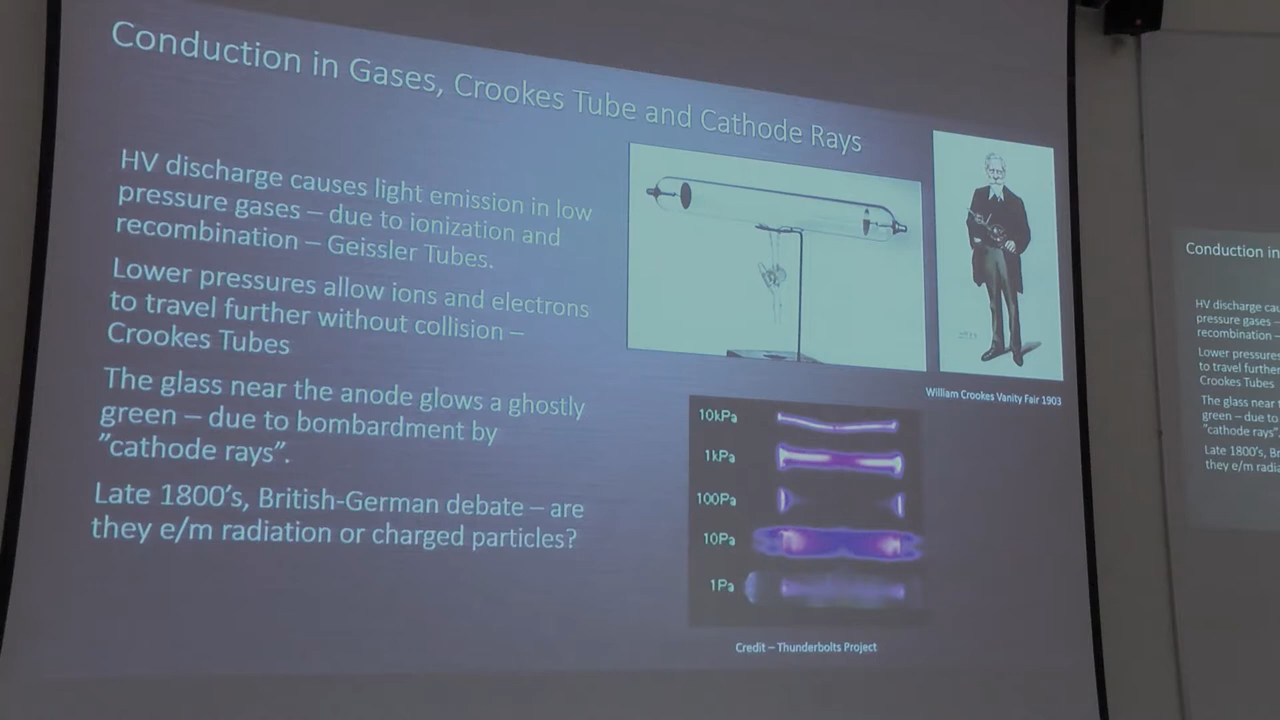 Conduction in Gases, Crookes Tube and Cathode Rays
HV discharge causes light emission in low
pressure gases – due to ionization and
recombination – Geissler Tubes.
Lower pressures allow ions and electrons
to travel further without collision –
Crookes Tubes
The glass near the anode glows a ghostly
green – due to bombardment by
”cathode rays”.
Late 1800’s, British-German debate – are
they e/m radiation or charged particles?
William Crookes Vanity Fair 1903
10kPa
1kPa
100Pa
10Pa
1Pa
Credit – Thunderbolts Project
Conduction in
HV discharge cau
pressure gases –
recombination –
Lower pressures
to travel further
Crookes Tubes
The glass near t
green – due to
”cathode rays”.
Late 1800’s, Br
they e/m radia